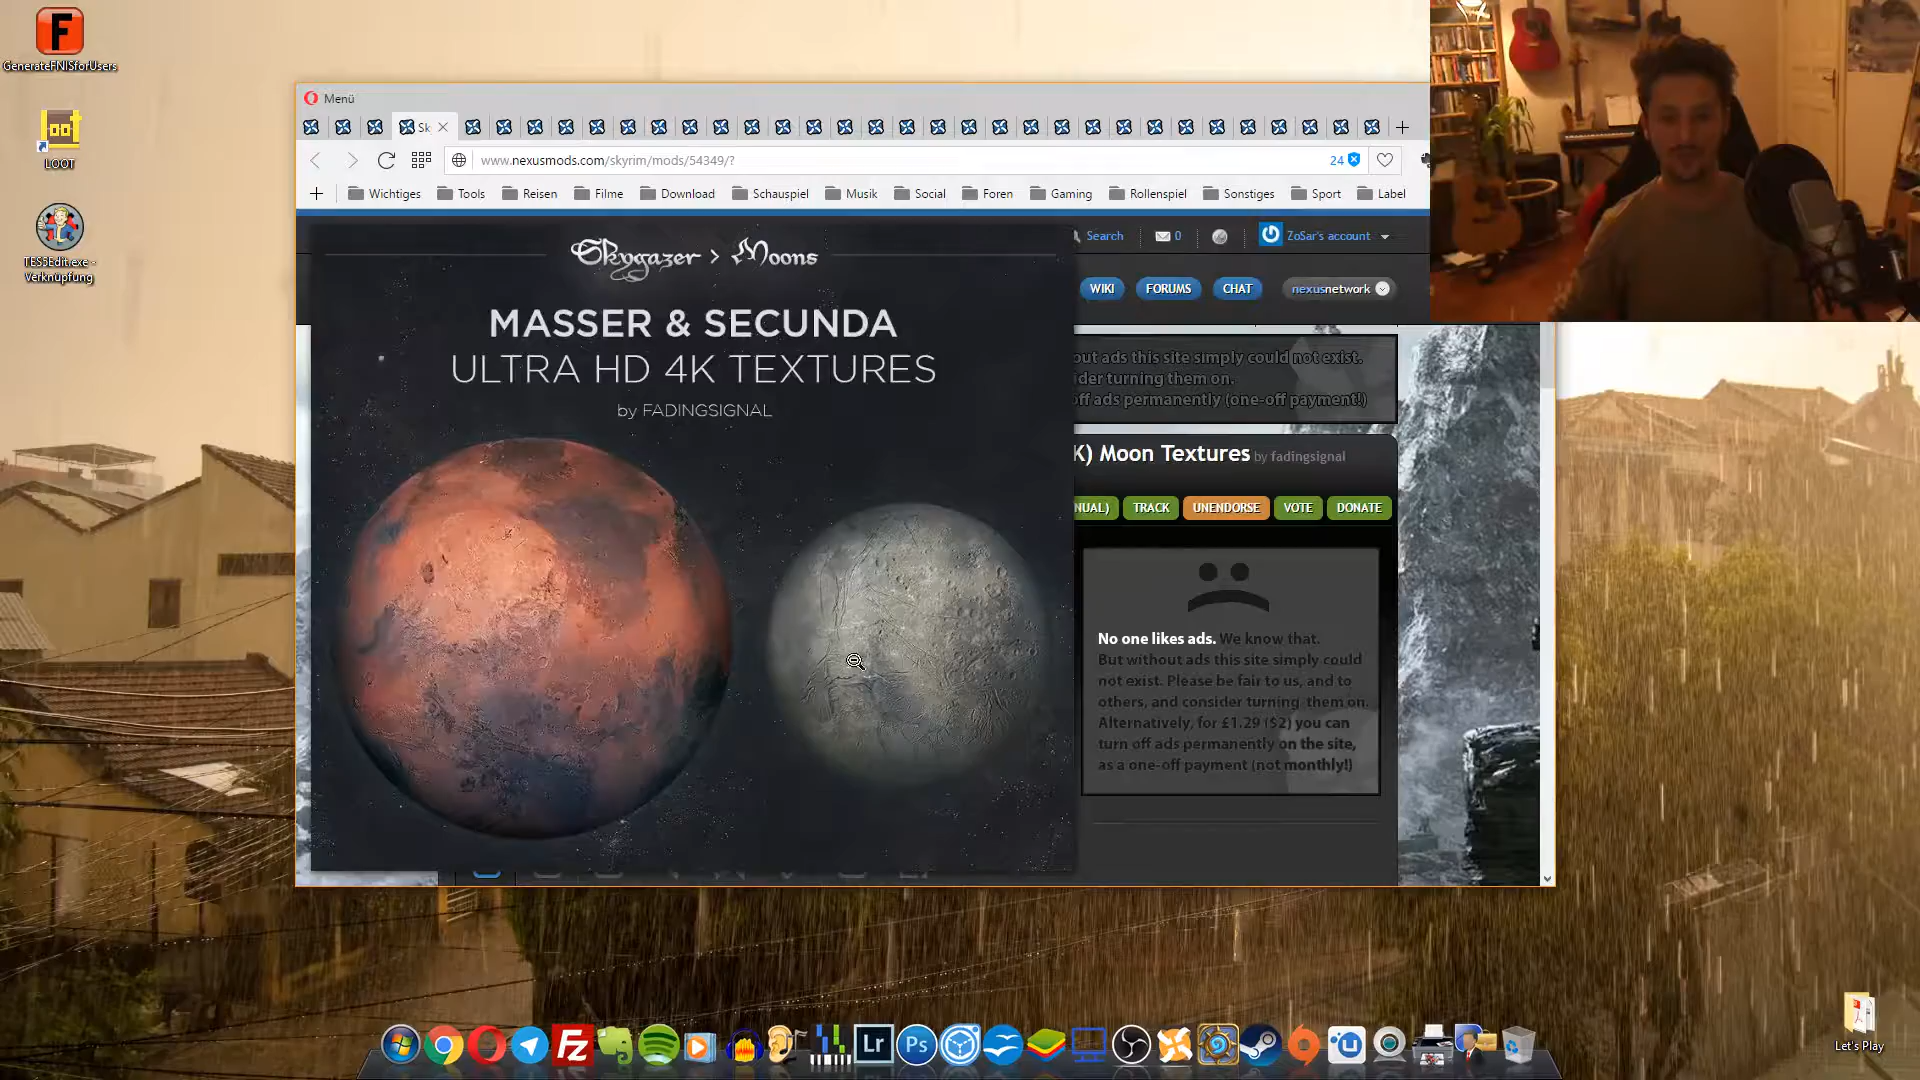 GenerateFNISforUsers
LOOT
TES5Edit.exe -
Verknüpfung
Menü
Sk
www.nexusmods.com/skyrim/mods/54349/?
24
Wichtiges
Tools
Reisen
Filme
Download
Schauspiel
Musik
Social
Foren
Gaming
Rollenspiel
Sonstiges
Sport
Label
Search
0
ZoSar's account
WIKI
FORUMS
CHAT
nexusnetwork
Skygazer > Moons
MASSER & SECUNDA
ULTRA HD 4K TEXTURES
by FADINGSIGNAL
out ads this site simply could not exist.
ider turning them on.
off ads permanently (one-off payment!)
K) Moon Textures by fadingsignal
NUAL)
TRACK
UNENDORSE
VOTE
DONATE
No one likes ads. We know that.
But without ads this site simply could
not exist. Please be fair to us, and to
others, and consider turning them on.
Alternatively, for £1.29 ($2) you can
turn off ads permanently on the site,
as a one-off payment (not monthly!)
Fz
Lr
Ps
Let's Play